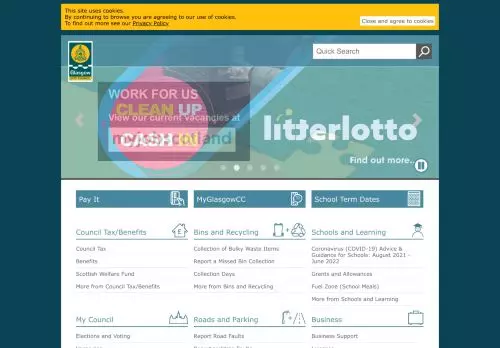 This site uses cookies.
By continuing to browse you are agreeing to our use of cookies.
To find out more see our Privacy Policy
Close and agree to cookies
Glasgow
CITY COUNCIL
Quick Search
WORK FOR US
CLEAN UP
View our current vacancies at
CASH IN
litterlotto
Find out more..
Pay It
MyGlasgowCC
School Term Dates
Council Tax/Benefits
Bins and Recycling
Schools and Learning
Council Tax
Collection of Bulky Waste Items
Coronavirus (COVID-19) Advice &
Guidance for Schools: August 2021 -
June 2022
Benefits
Report a Missed Bin Collection
Scottish Welfare Fund
Collection Days
Grants and Allowances
More from Council Tax/Benefits
More from Bins and Recycling
Fuel Zone (School Meals)
More from Schools and Learning
My Council
Roads and Parking
Business
Elections and Voting
Report Road Faults
Business Support